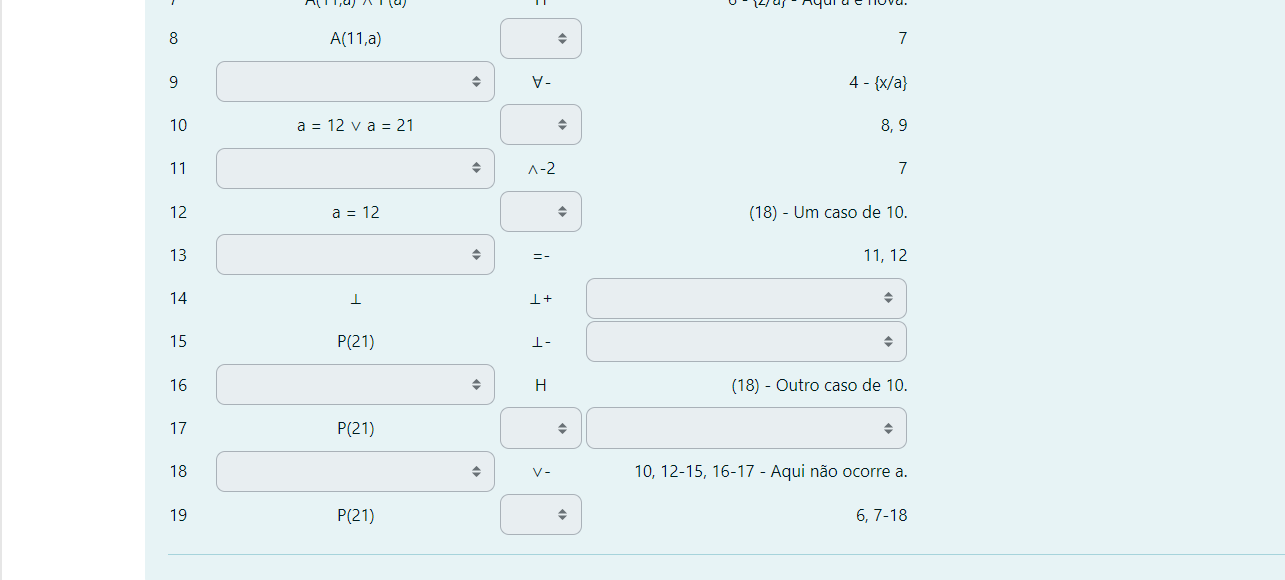 7 A(11,a) ∧ P(a) H 6 - {z/a} - Aqui a é nova.
8 A(11,a) 7
9 ∀- 4 - {x/a}
10 a = 12 ∨ a = 21 8, 9
11 ∧-2 7
12 a = 12 (18) - Um caso de 10.
13 =- 11, 12
14 ⊥ ⊥+
15 P(21) ⊥-
16 H (18) - Outro caso de 10.
17 P(21)
18 ∨- 10, 12-15, 16-17 - Aqui não ocorre a.
19 P(21) 6, 7-18